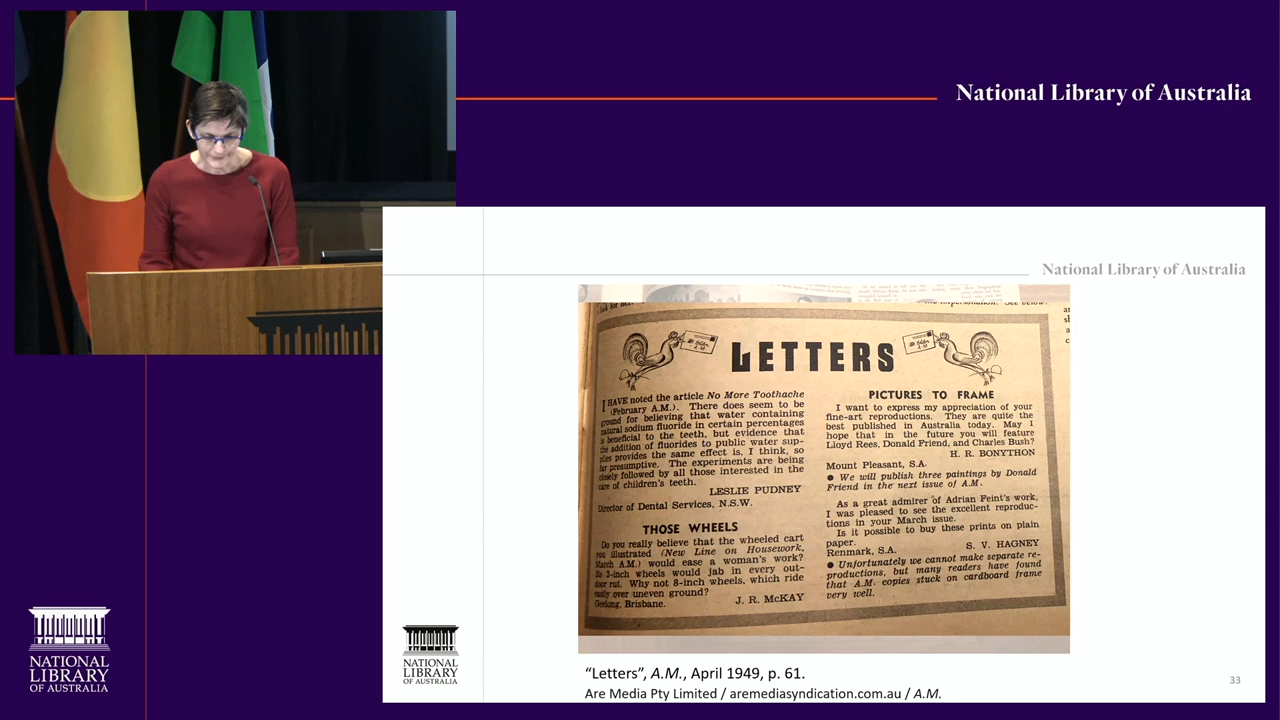 National Library of Australia
National Library of Australia
LETTERS
I HAVE noted the article No More Toothache
(February A.M.). There does seem to be
ground for believing that water containing
natural sodium fluoride in certain percentages
is beneficial to the teeth, but evidence that
the addition of fluorides to public water sup-
plies provides the same effect is, I think, so
far presumptive. The experiments are being
closely followed by all those interested in the
care of children's teeth.
LESLIE PUDNEY
Director of Dental Services, N.S.W.
THOSE WHEELS
Do you really believe that the wheeled cart
you illustrated (New Line on Housework,
March A.M.) would ease a woman's work?
Its 3-inch wheels would jab in every out-
door rut. Why not 8-inch wheels, which ride
easily over uneven ground?
J. R. McKAY
Geelong, Brisbane.
PICTURES TO FRAME
I want to express my appreciation of your
fine-art reproductions. They are quite the
best published in Australia today. May I
hope that in the future you will feature
Lloyd Rees, Donald Friend, and Charles Bush?
H. R. BONYTHON
Mount Pleasant, S.A.
● We will publish three paintings by Donald
Friend in the next issue of A.M.
As a great admirer of Adrian Feint's work,
I was pleased to see the excellent reproduc-
tions in your March issue.
Is it possible to buy these prints on plain
paper.
S. V. HAGNEY
Renmark, S.A.
● Unfortunately we cannot make separate re-
productions, but many readers have found
that A.M. copies stuck on cardboard frame
very well.
NATIONAL
LIBRARY
OF AUSTRALIA
"Letters", A.M., April 1949, p. 61.
Are Media Pty Limited / aremediasyndication.com.au / A.M.
33
NATIONAL
LIBRARY
OF AUSTRALIA